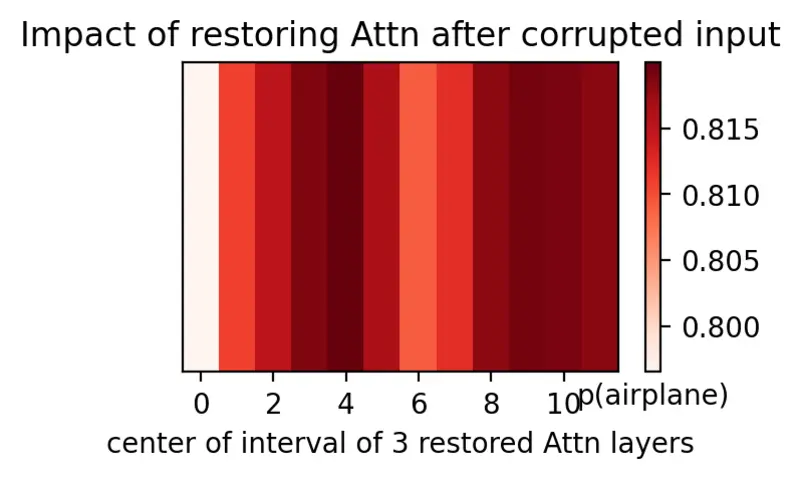 Impact of restoring Attn after corrupted input
0.815
0.810
0.805
0.800
0 2 4 6 8 10
p(airplane)
center of interval of 3 restored Attn layers